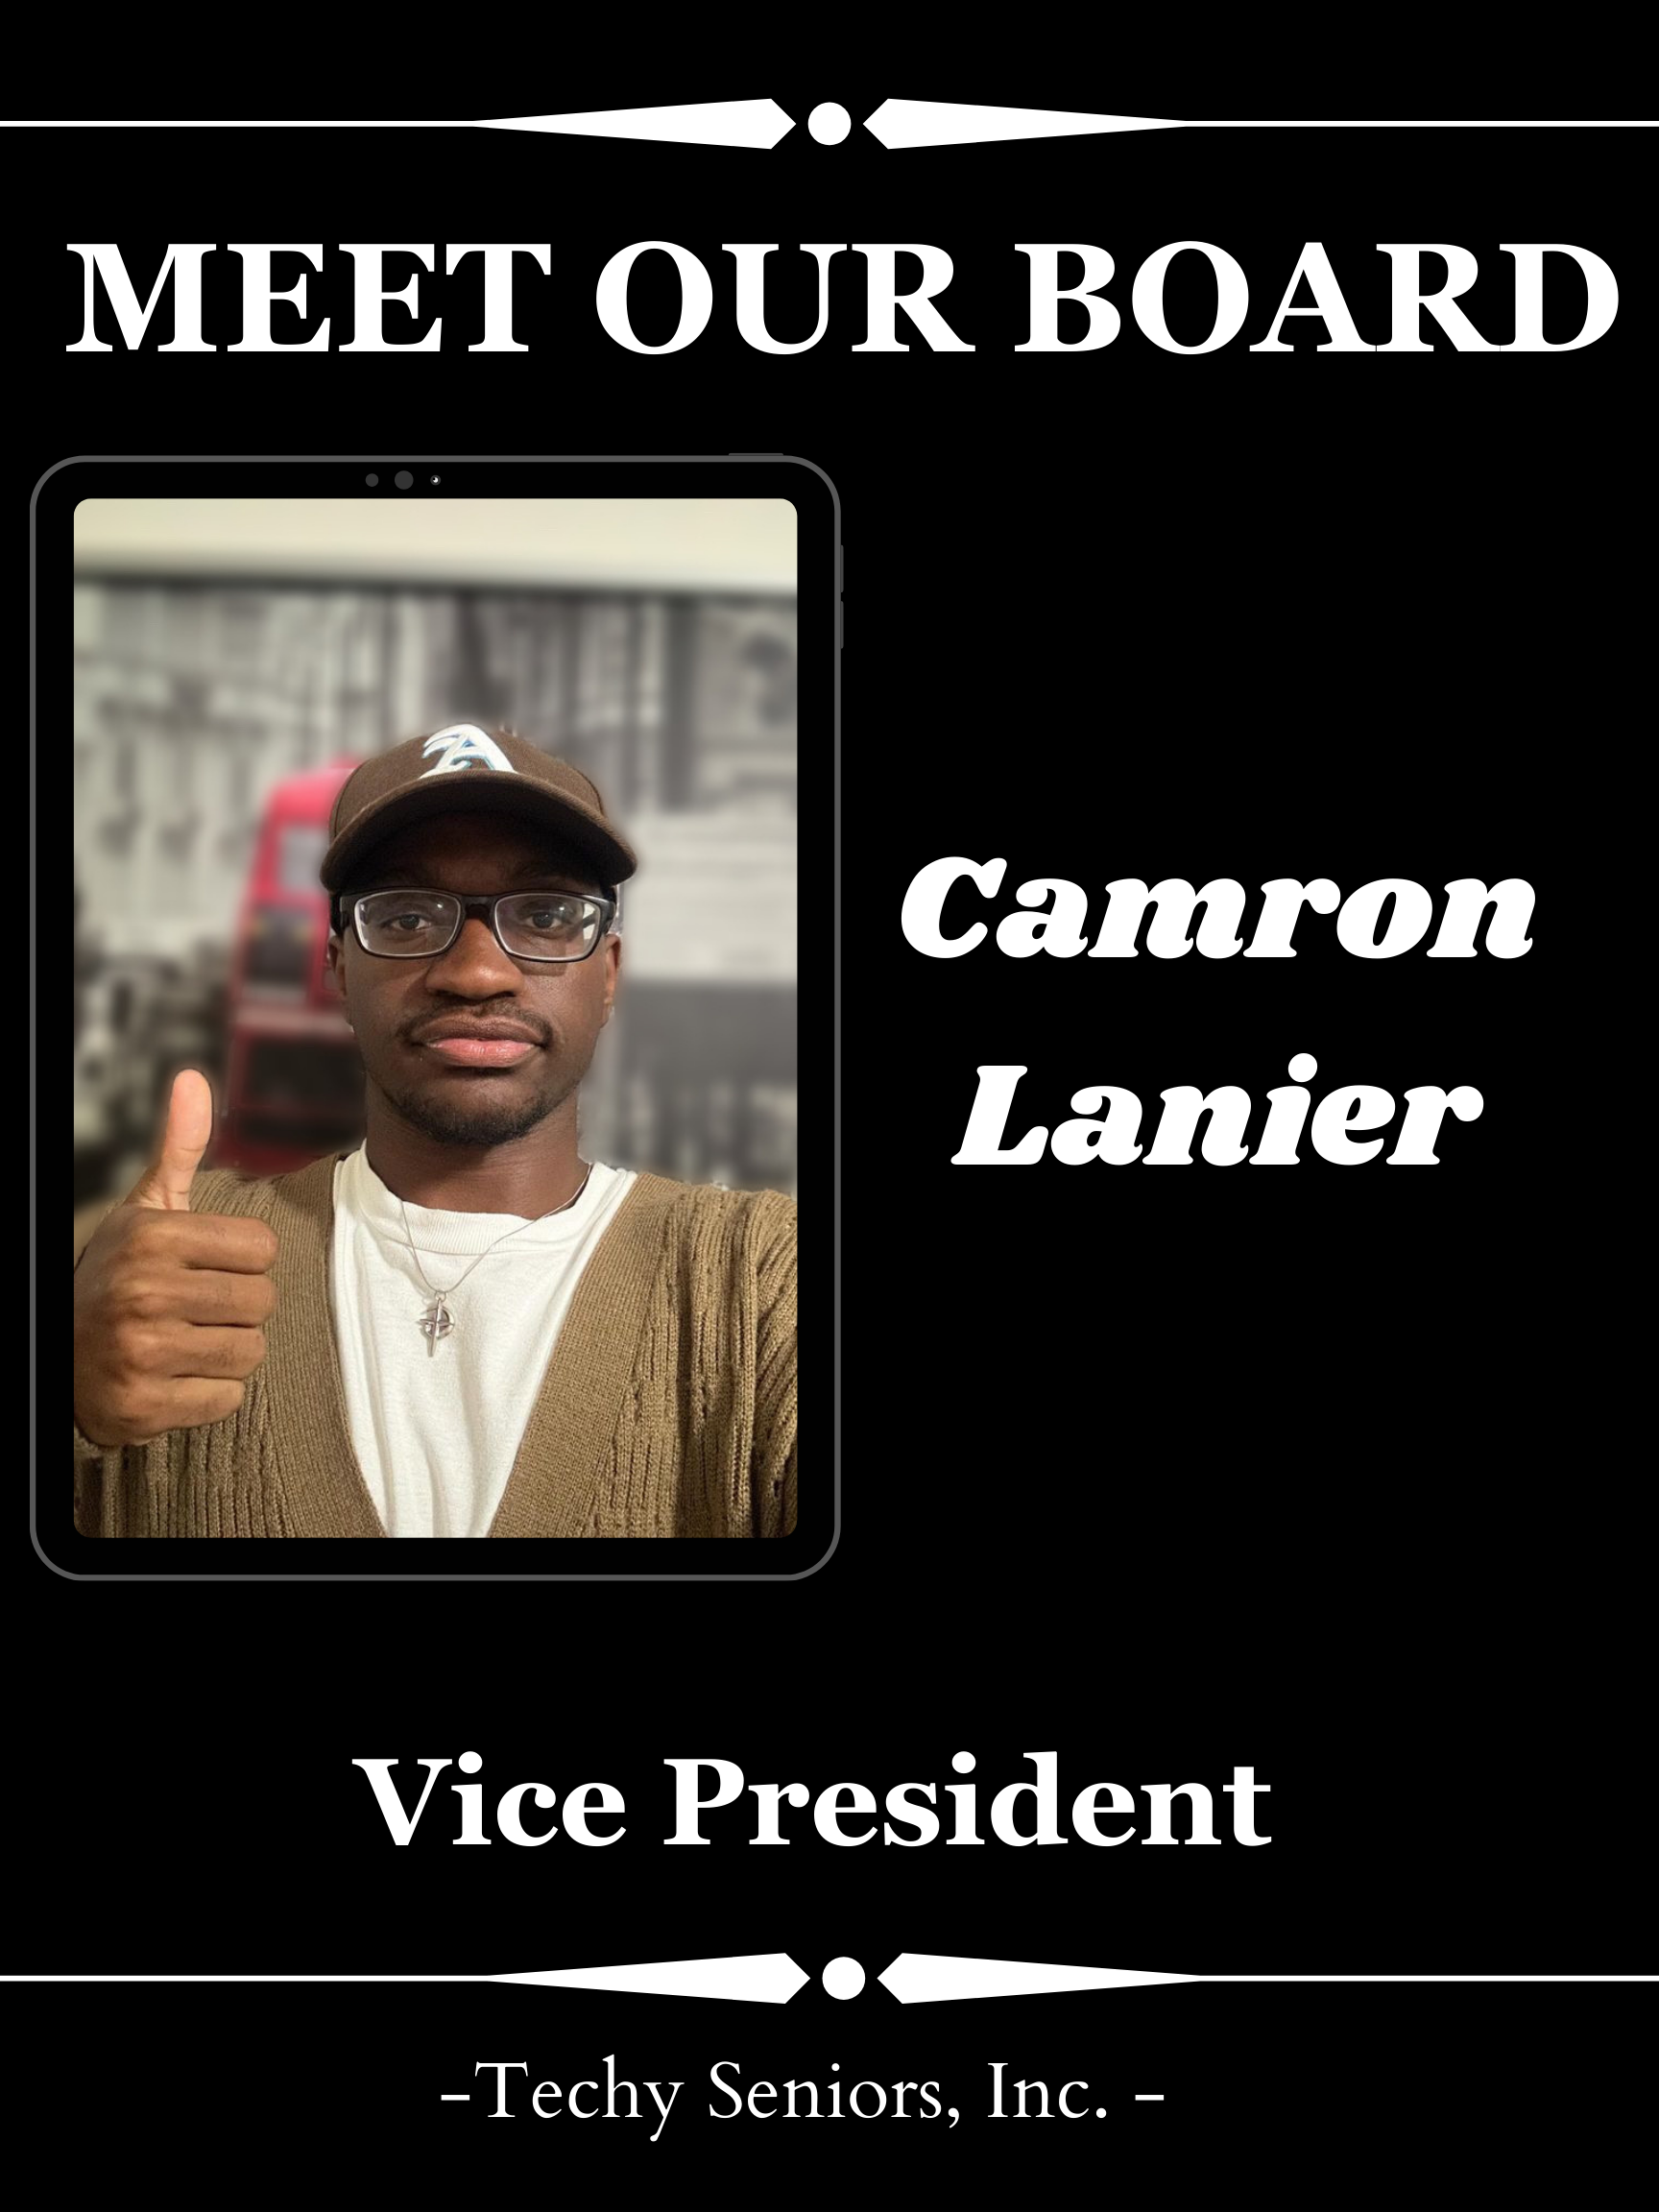 MEET OUR BOARD
A
Camron
Lanier
Vice President
-Techy Seniors, Inc. -